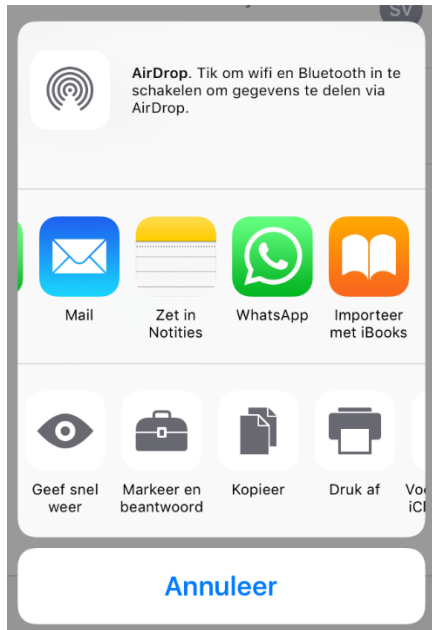 SV
AirDrop. Tik om wifi en Bluetooth in te
schakelen om gegevens te delen via
AirDrop.
Mail
Zet in
Notities
WhatsApp
Importeer
met iBooks
Geef snel
weer
Markeer en
beantwoord
Kopieer
Druk af
Annuleer